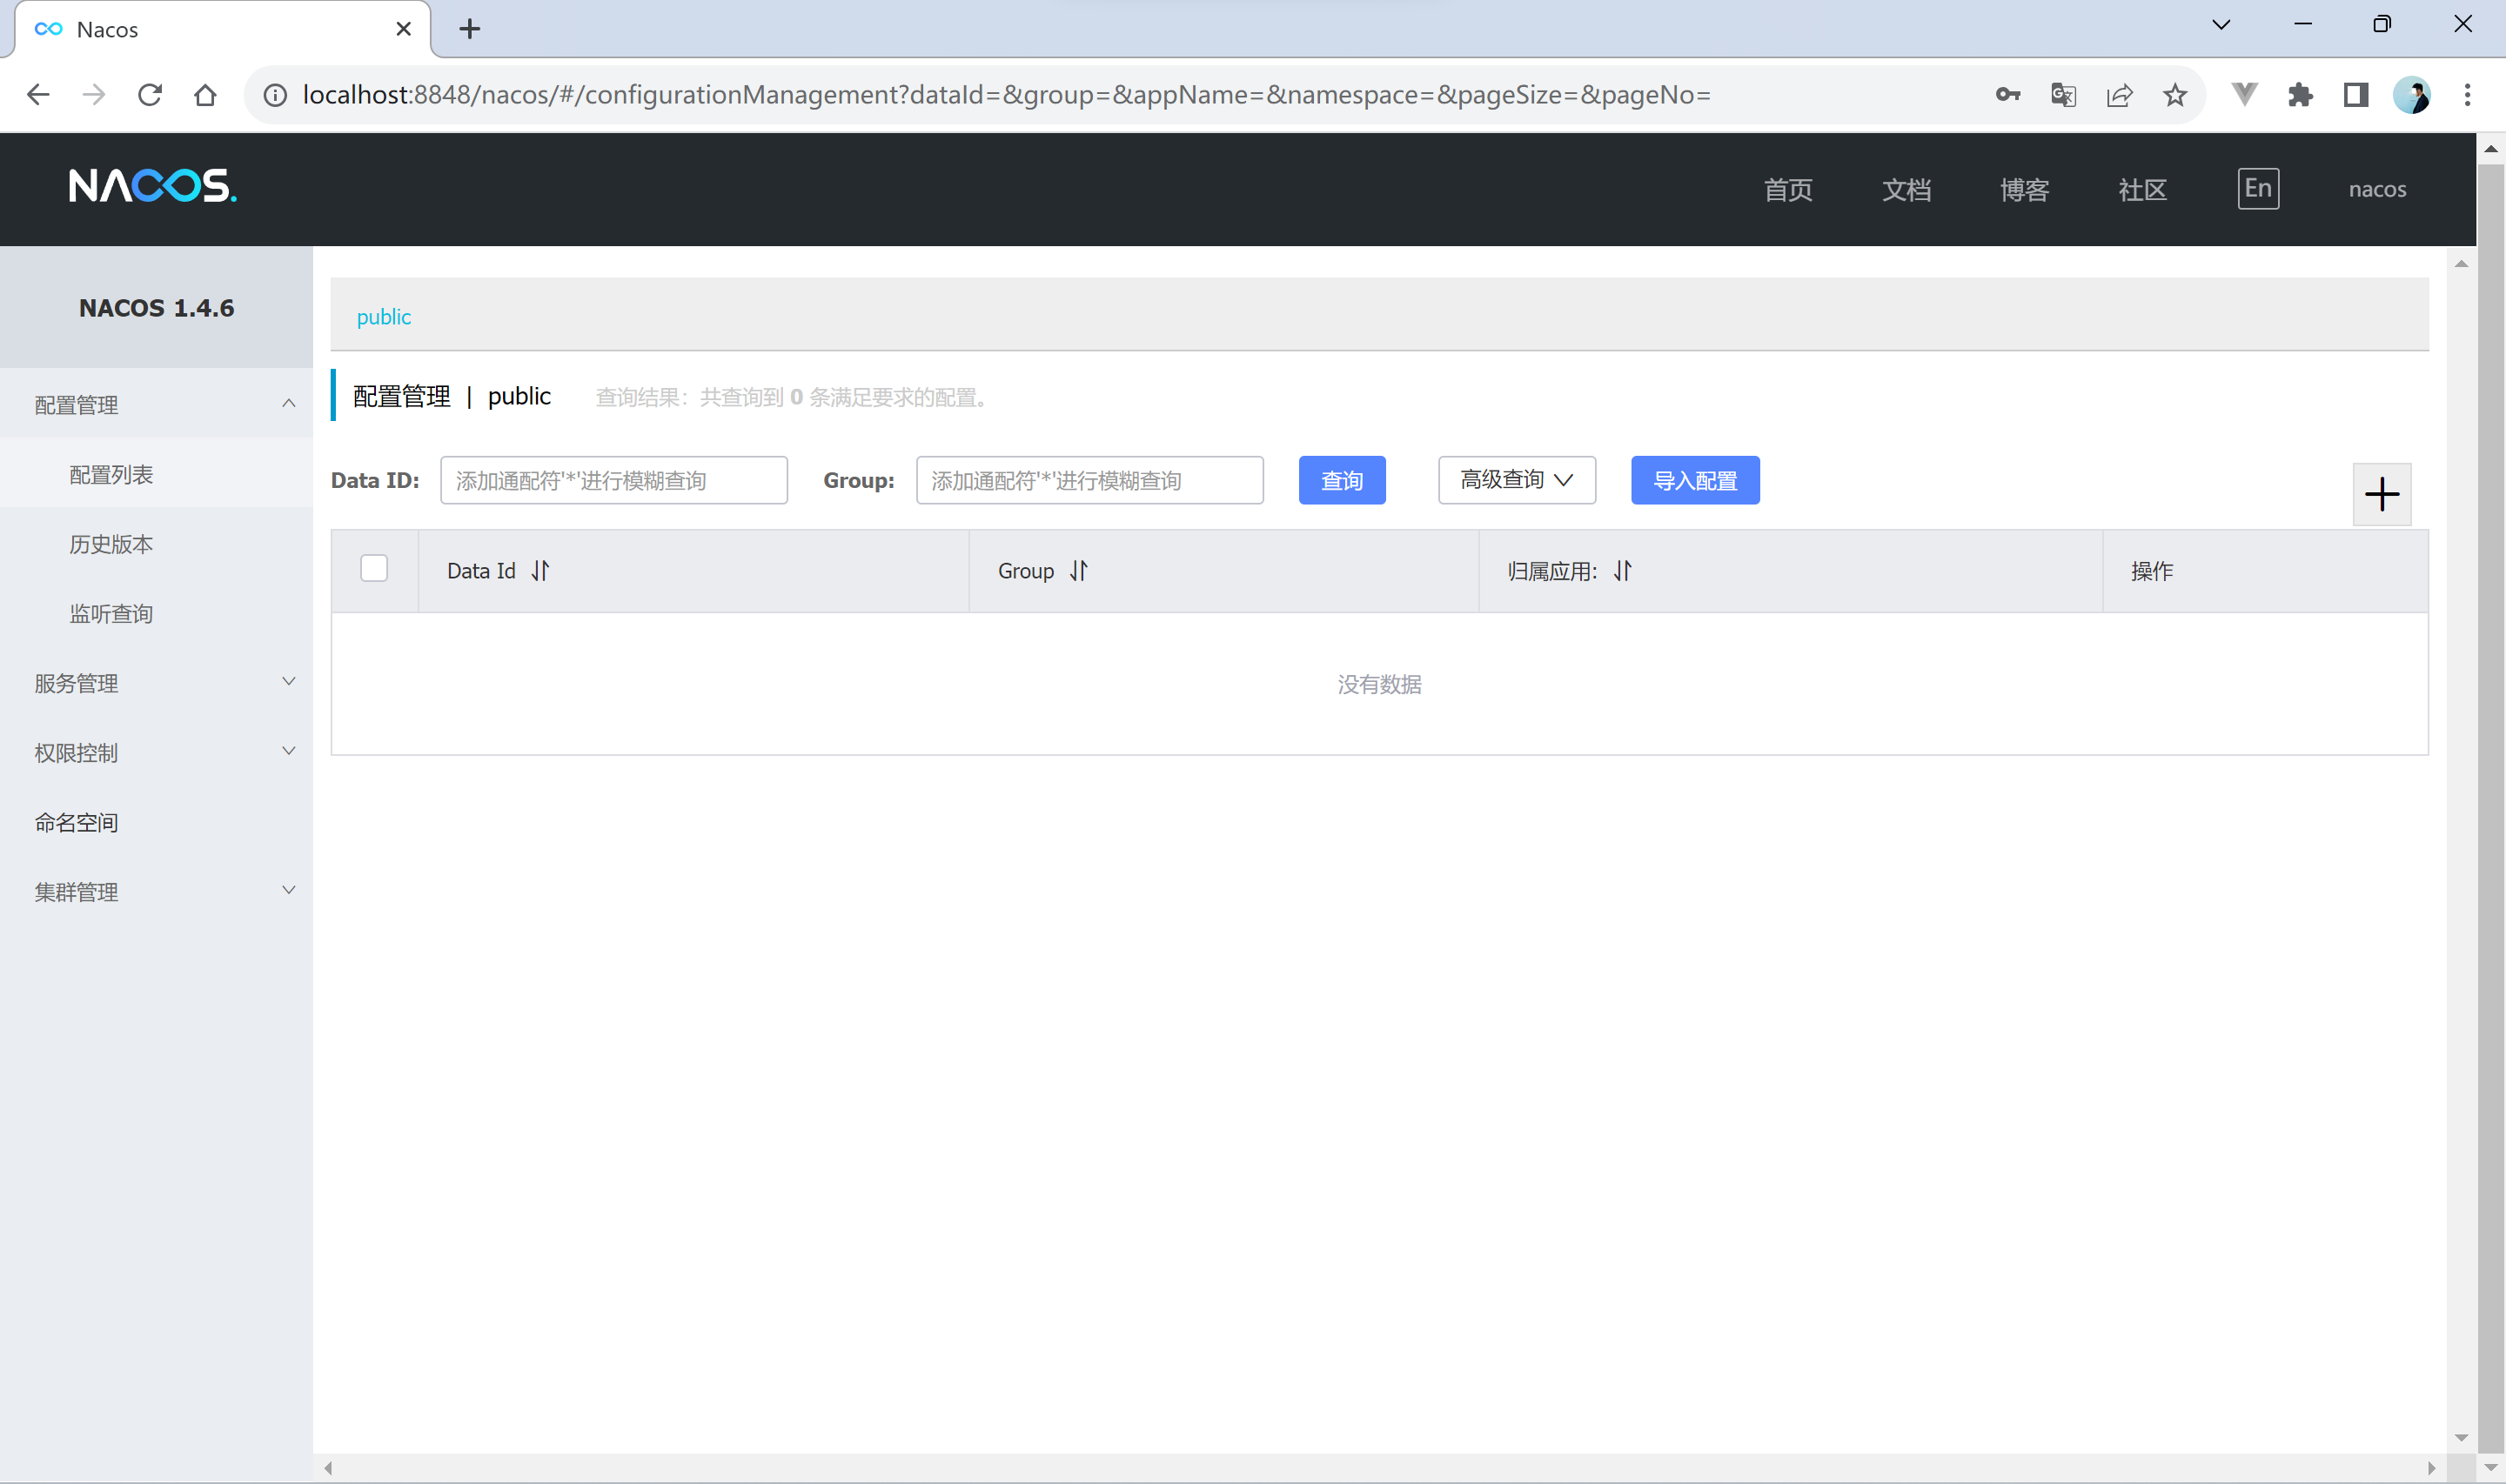 Nacos
localhost:8848/nacos/#/configurationManagement?dataId=&group=&appName=&namespace=&pageSize=&pageNo=
NACOS.
首页 文档 博客 社区 En nacos
NACOS 1.4.6
配置管理
配置列表
历史版本
监听查询
服务管理
权限控制
命名空间
集群管理
public
配置管理 | public 查询结果：共查询到 0 条满足要求的配置。
Data ID: 添加通配符'*'进行模糊查询 Group: 添加通配符'*'进行模糊查询 查询 高级查询 导入配置
Data Id Group 归属应用: 操作
没有数据